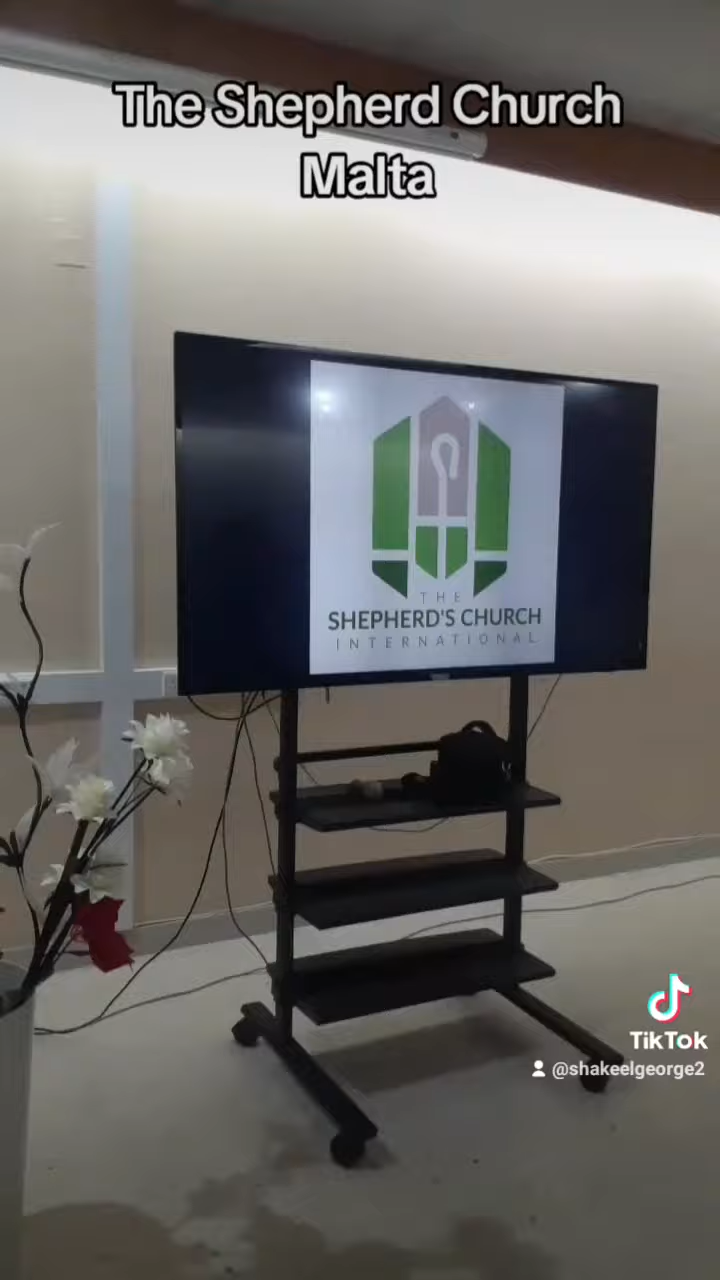 The Shepherd Church
Malta
THE
SHEPHERD'S CHURCH
INTERNATIONAL
TikTok
@shakeelgeorge2